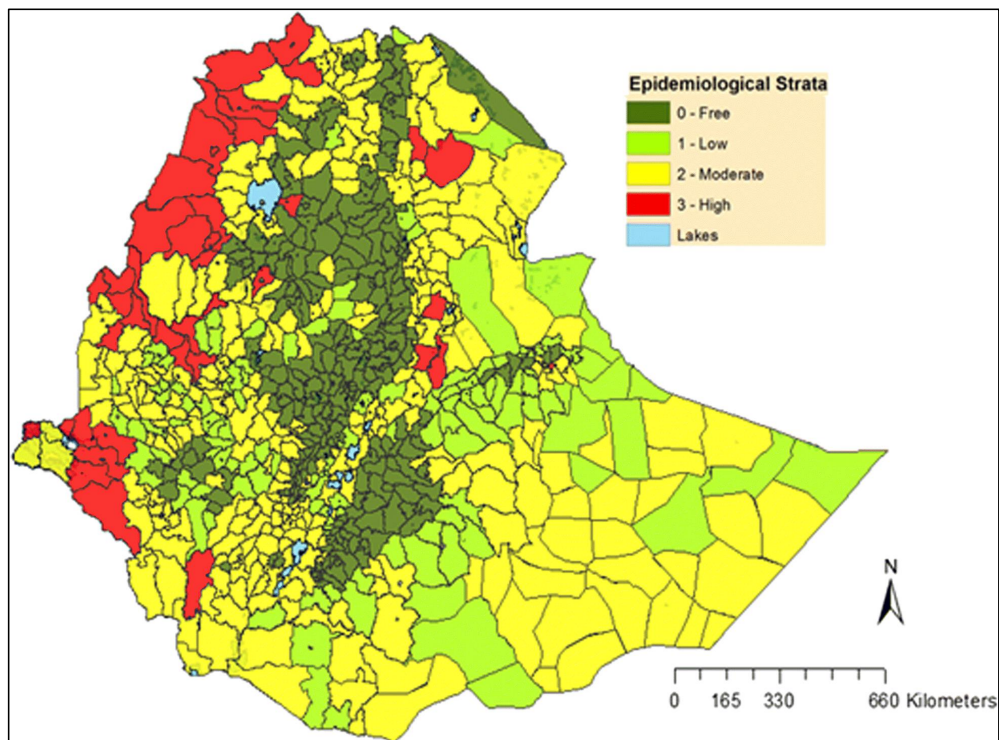 Epidemiological Strata
0 - Free
1 - Low
2 - Moderate
3 - High
Lakes
N
0 165 330 660 Kilometers